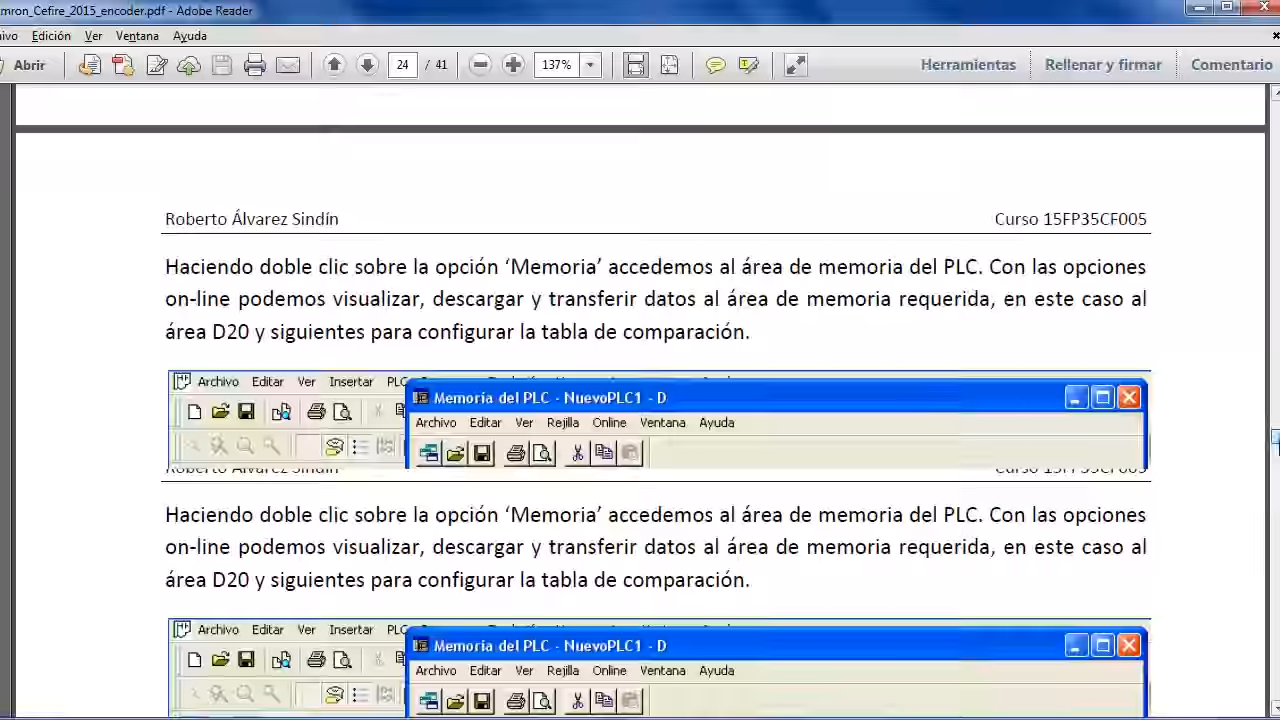 mron_Cefire_2015_encoder.pdf - Adobe Reader
ivo Edición Ver Ventana Ayuda
Abrir 24 / 41 137% Herramientas Rellenar y firmar Comentario
Roberto Álvarez Sindín Curso 15FP35CF005
Haciendo doble clic sobre la opción ‘Memoria’ accedemos al área de memoria del PLC. Con las opciones
on-line podemos visualizar, descargar y transferir datos al área de memoria requerida, en este caso al
área D20 y siguientes para configurar la tabla de comparación.
Archivo Editar Ver Insertar PLC
Memoria del PLC - NuevoPLC1 - D
Archivo Editar Ver Rejilla Online Ventana Ayuda
Roberto Álvarez Sindín Curso 15FP35CF005
Haciendo doble clic sobre la opción ‘Memoria’ accedemos al área de memoria del PLC. Con las opciones
on-line podemos visualizar, descargar y transferir datos al área de memoria requerida, en este caso al
área D20 y siguientes para configurar la tabla de comparación.
Archivo Editar Ver Insertar PLC
Memoria del PLC - NuevoPLC1 - D
Archivo Editar Ver Rejilla Online Ventana Ayuda